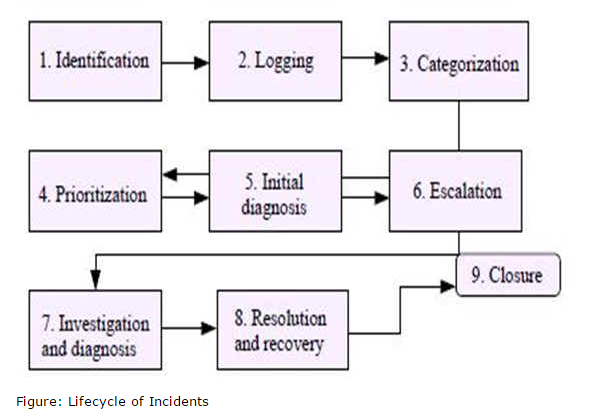 1. Identification
2. Logging
3. Categorization
4. Prioritization
5. Initial
diagnosis
6. Escalation
7. Investigation
and diagnosis
8. Resolution
and recovery
9. Closure
Figure: Lifecycle of Incidents